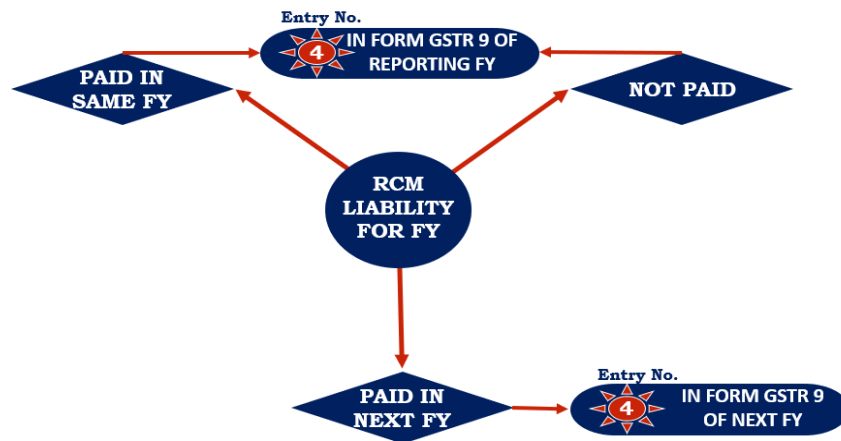 Entry No.
4 IN FORM GSTR 9 OF
REPORTING FY
PAID IN
SAME FY
NOT PAID
RCM
LIABILITY
FOR FY
PAID IN
NEXT FY
Entry No.
4 IN FORM GSTR 9
OF NEXT FY